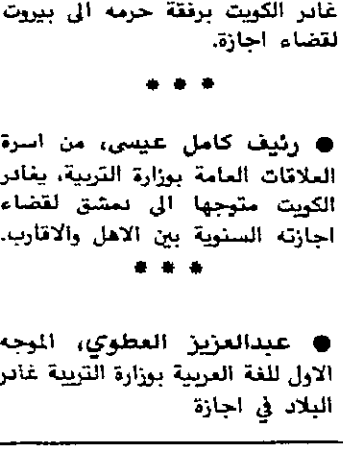 غادر الكويت برفقة حرمه الى بيروت
لقضاء اجازة.
* * *
● رئيف كامل عيسى، من اسرة
العلاقات العامة بوزارة التربية، يغادر
الكويت متوجها الى دمشق لقضاء
اجازته السنوية بين الاهل والاقارب.
* * *
● عبدالعزيز العطوي، الموجه
الاول للغة العربية بوزارة التربية غادر
البلاد في اجازة